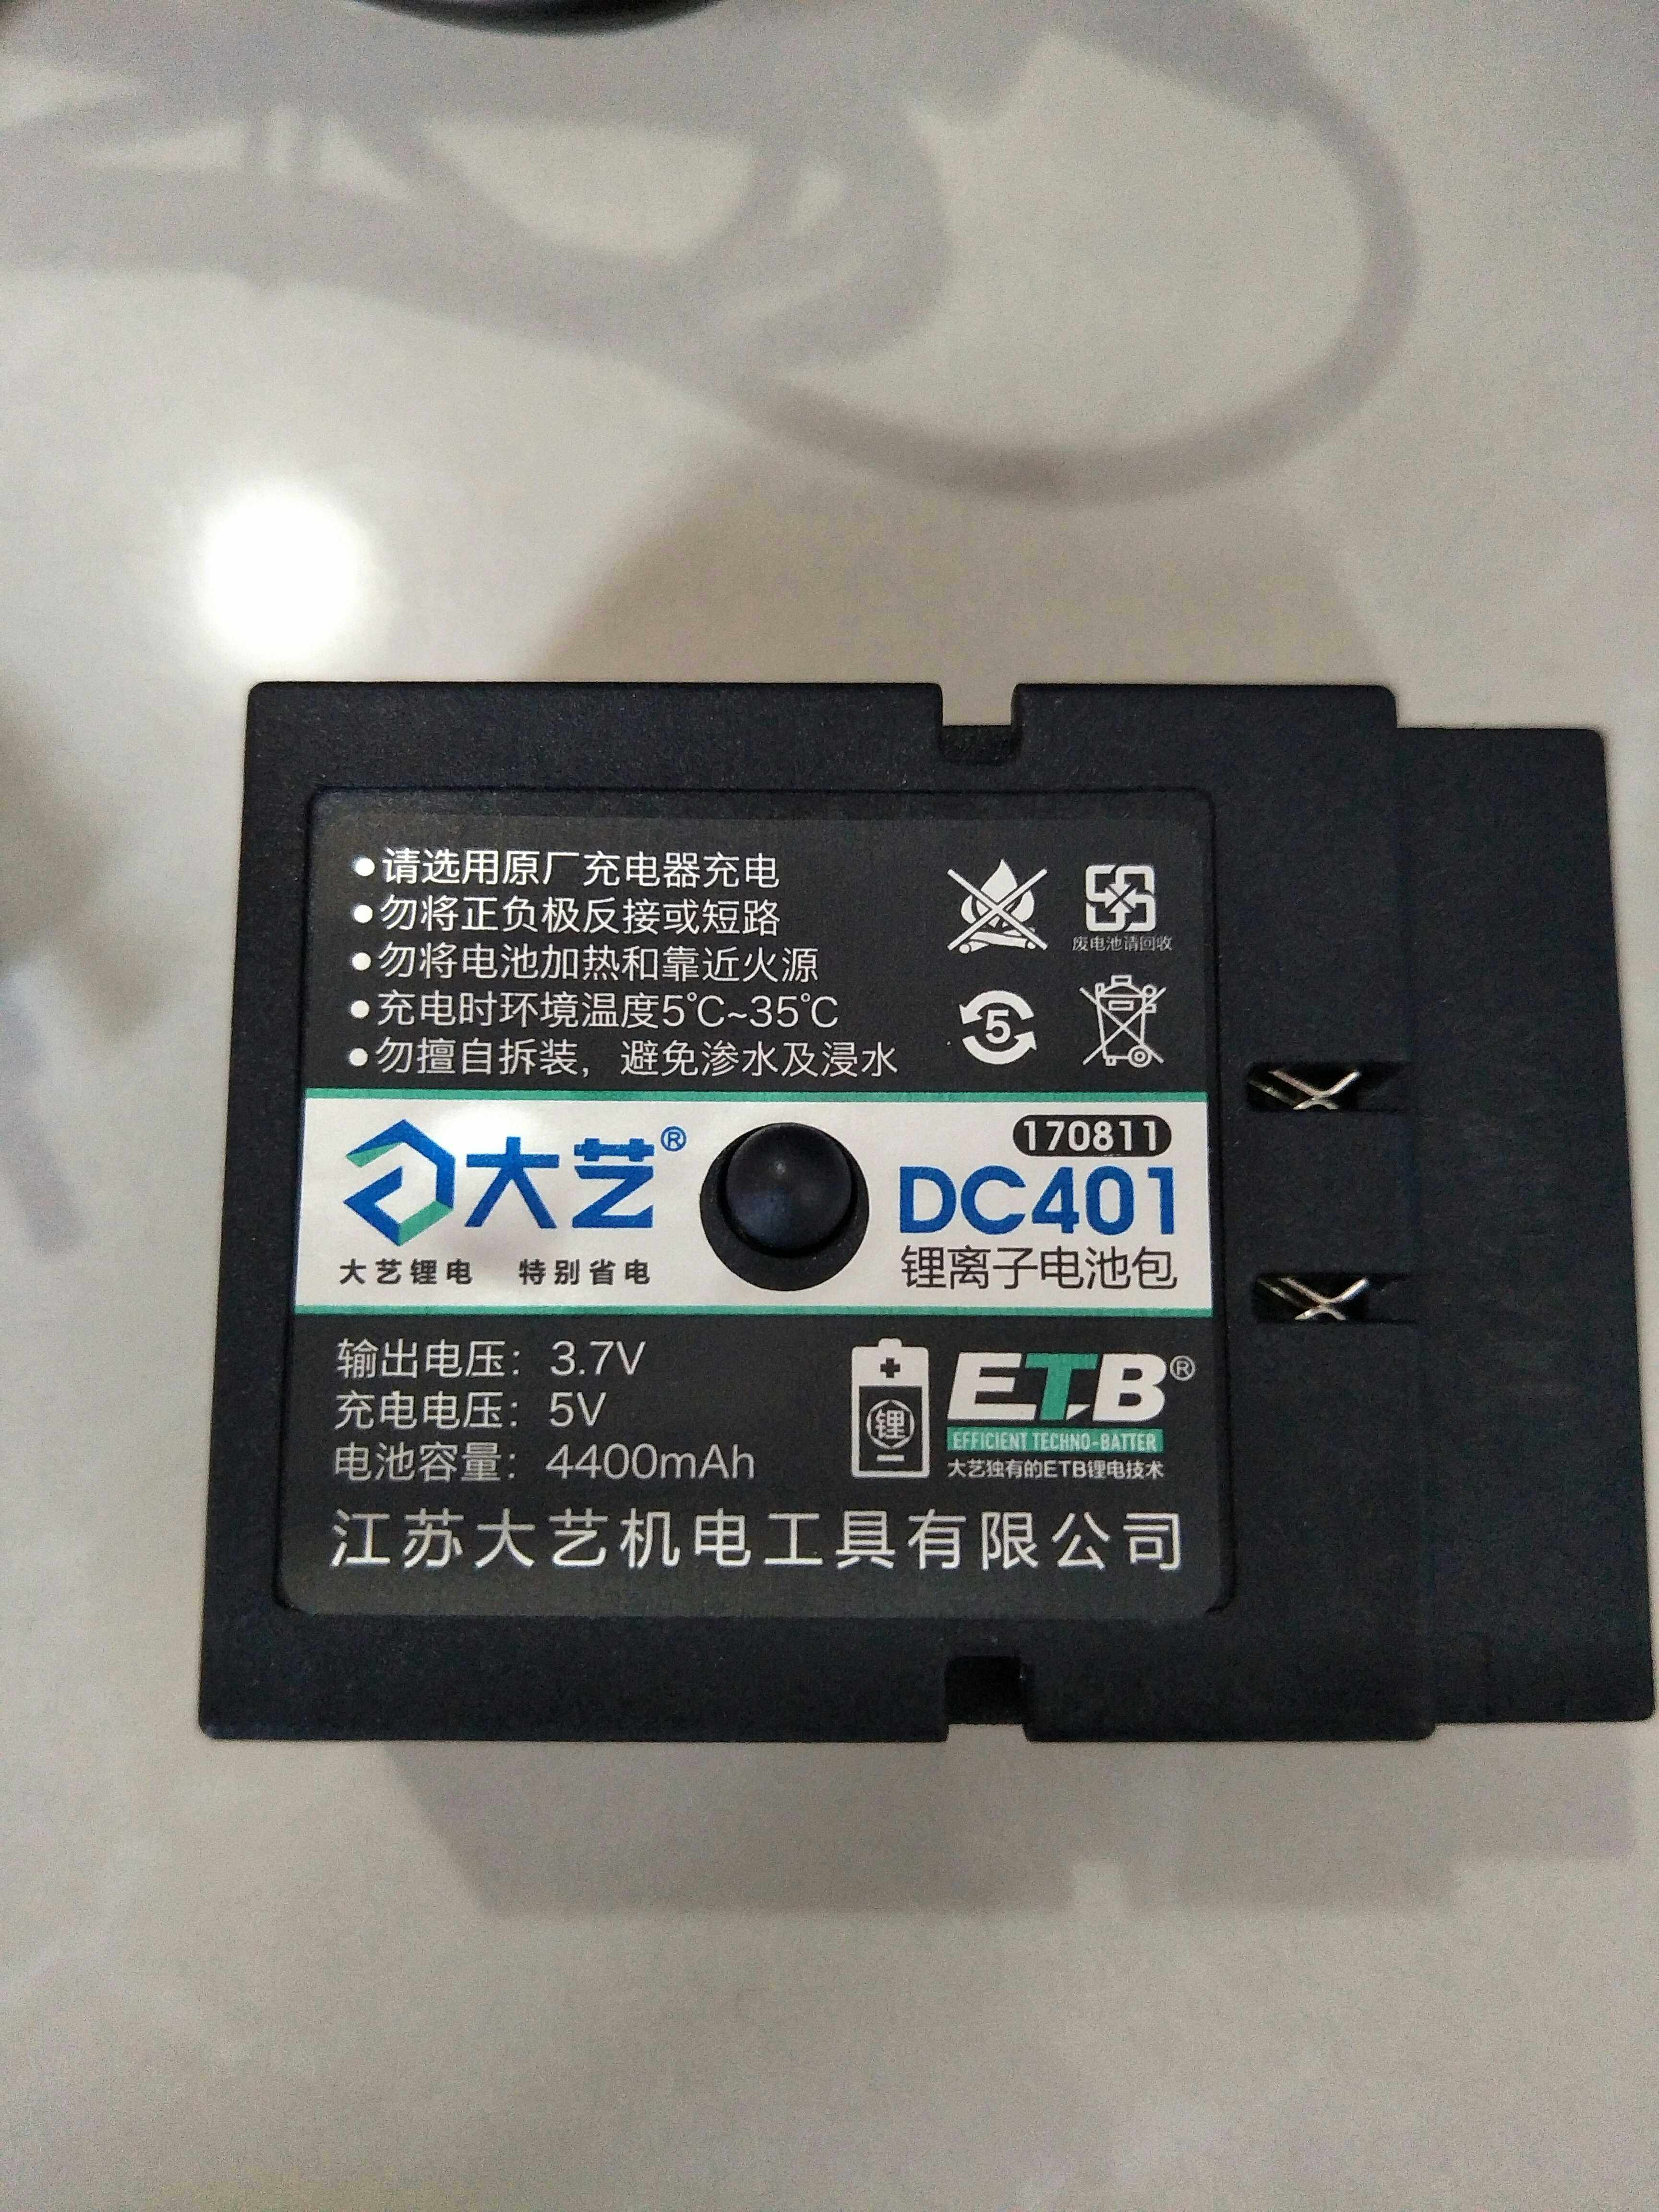 ●请选用原厂充电器充电
●勿将正负极反接或短路
●勿将电池加热和靠近火源
●充电时环境温度5℃~35℃
●勿擅自拆装，避免渗水及浸水
废电池请回收
5
大艺®
大艺锂电 特别省电
170811
DC401
锂离子电池包
输出电压：3.7V
充电电压：5V
电池容量：4400mAh
锂
ETB®
EFFICIENT TECHNO-BATTER
大艺独有的ETB锂电技术
江苏大艺机电工具有限公司